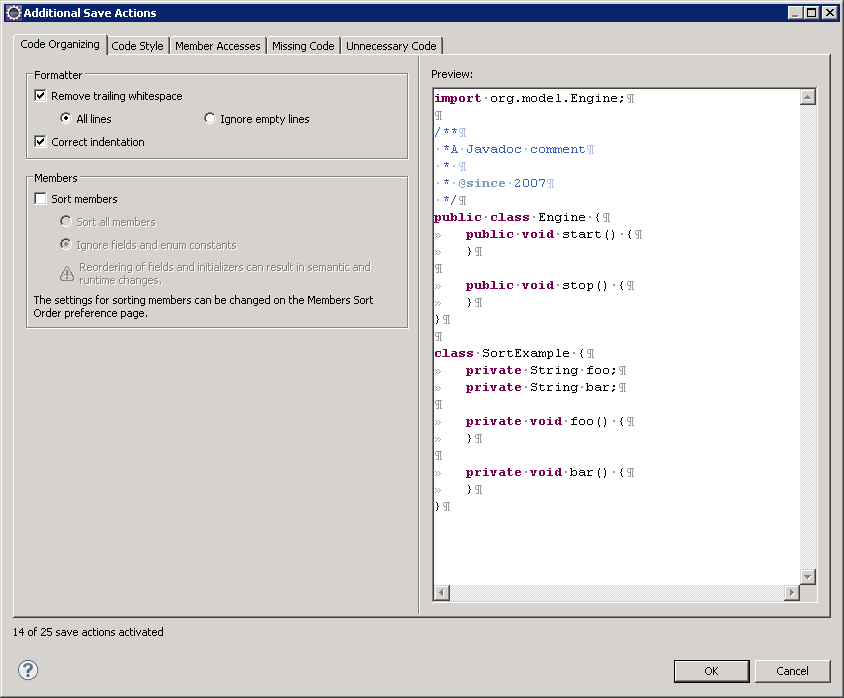 Additional Save Actions
Code Organizing Code Style Member Accesses Missing Code Unnecessary Code
Formatter
Remove trailing whitespace
All lines Ignore empty lines
Correct indentation
Members
Sort members
Sort all members
Ignore fields and enum constants
Reordering of fields and initializers can result in semantic and
runtime changes.
The settings for sorting members can be changed on the Members Sort
Order preference page.
Preview:
import·org.model.Engine;¶
¶
/**¶
·*A·Javadoc·comment¶
·*·¶
·*·@since·2007¶
·*/¶
public·class·Engine·{¶
»	public·void·start()·{¶
»	}¶
¶
»	public·void·stop()·{¶
»	}¶
}¶
¶
class·SortExample·{¶
»	private·String·foo;¶
»	private·String·bar;¶
¶
»	private·void·foo()·{¶
»	}¶
¶
»	private·void·bar()·{¶
»	}¶
}¶
14 of 25 save actions activated
?
OK Cancel